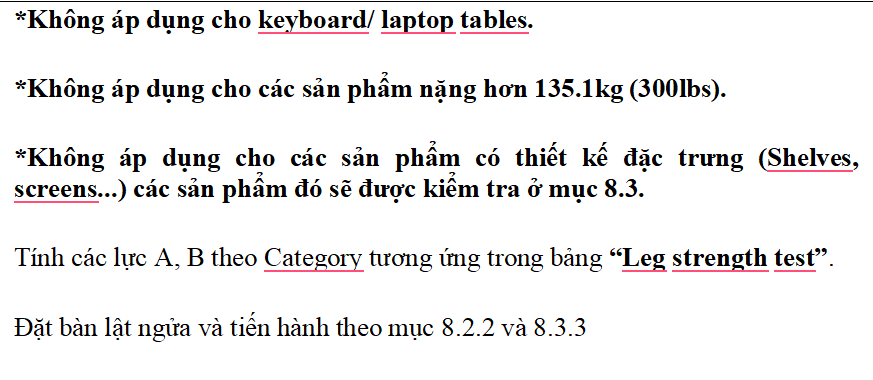 *Không áp dụng cho keyboard/ laptop tables.
*Không áp dụng cho các sản phẩm nặng hơn 135.1kg (300lbs).
*Không áp dụng cho các sản phẩm có thiết kế đặc trưng (Shelves,
screens...) các sản phẩm đó sẽ được kiểm tra ở mục 8.3.
Tính các lực A, B theo Category tương ứng trong bảng “Leg strength test”.
Đặt bàn lật ngửa và tiến hành theo mục 8.2.2 và 8.3.3